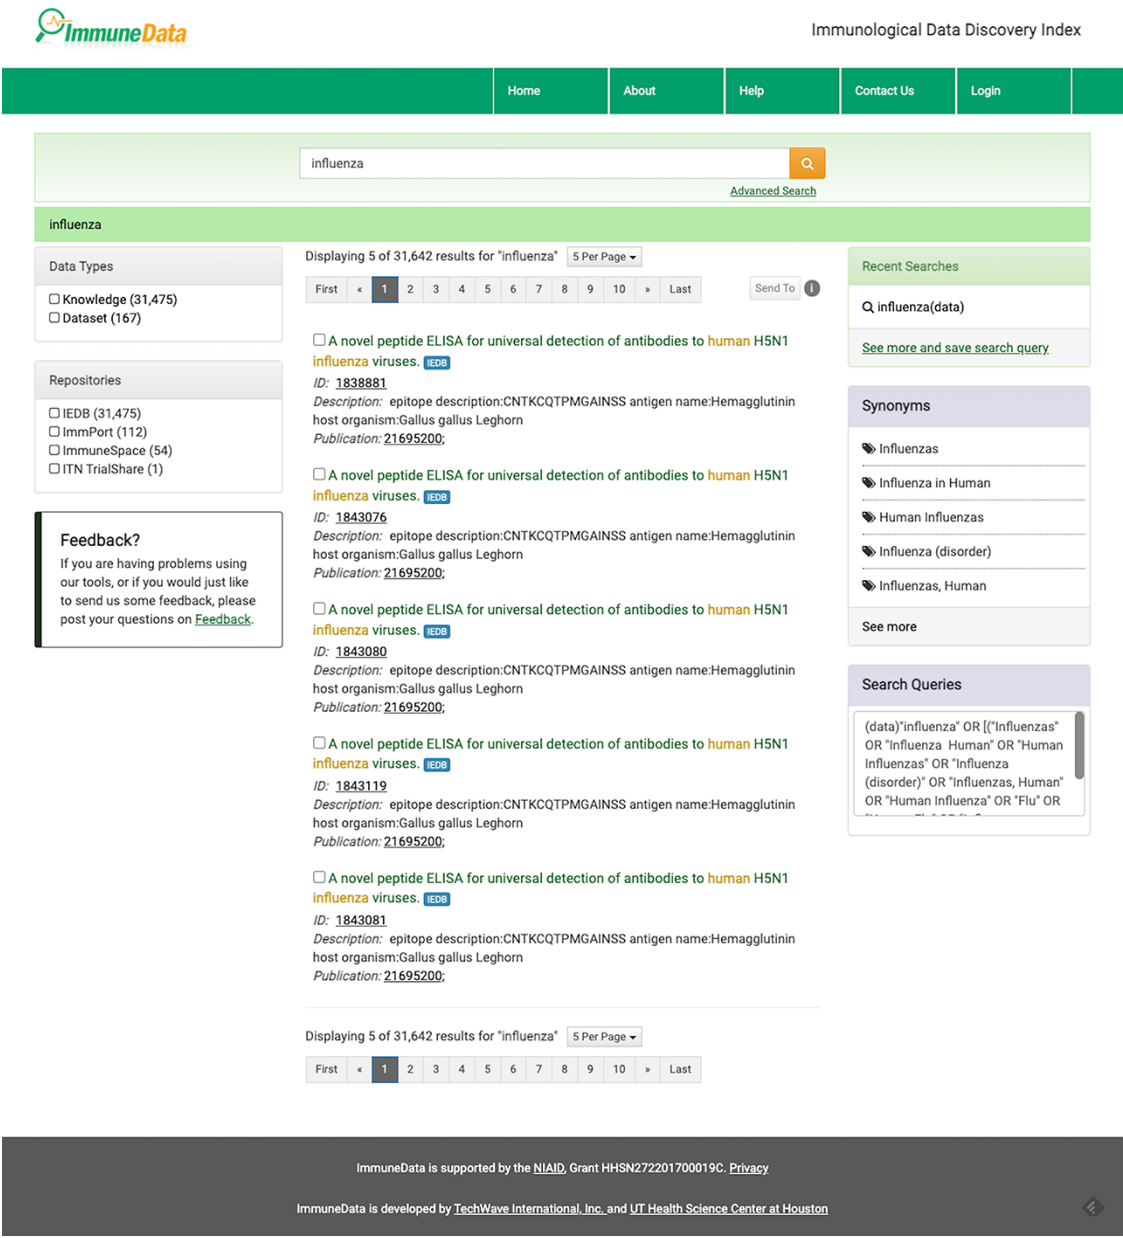 ImmuneData
Immunological Data Discovery Index
Home About Help Contact Us Login
influenza
Advanced Search
influenza
Data Types
Knowledge (31,475)
Dataset (167)
Repositories
IEDB (31,475)
ImmPort (112)
ImmuneSpace (54)
ITN TrialShare (1)
Feedback?
If you are having problems using
our tools, or if you would just like
to send us some feedback, please
post your questions on Feedback.
Displaying 5 of 31,642 results for "influenza" 5 Per Page
First « 1 2 3 4 5 6 7 8 9 10 » Last
Send To i
A novel peptide ELISA for universal detection of antibodies to human H5N1
influenza viruses. IEDB
ID: 1838881
Description: epitope description:CNTKCQTPMGAINSS antigen name:Hemagglutinin
host organism:Gallus gallus Leghorn
Publication: 21695200;
A novel peptide ELISA for universal detection of antibodies to human H5N1
influenza viruses. IEDB
ID: 1843076
Description: epitope description:CNTKCQTPMGAINSS antigen name:Hemagglutinin
host organism:Gallus gallus Leghorn
Publication: 21695200;
A novel peptide ELISA for universal detection of antibodies to human H5N1
influenza viruses. IEDB
ID: 1843080
Description: epitope description:CNTKCQTPMGAINSS antigen name:Hemagglutinin
host organism:Gallus gallus Leghorn
Publication: 21695200;
A novel peptide ELISA for universal detection of antibodies to human H5N1
influenza viruses. IEDB
ID: 1843119
Description: epitope description:CNTKCQTPMGAINSS antigen name:Hemagglutinin
host organism:Gallus gallus Leghorn
Publication: 21695200;
A novel peptide ELISA for universal detection of antibodies to human H5N1
influenza viruses. IEDB
ID: 1843081
Description: epitope description:CNTKCQTPMGAINSS antigen name:Hemagglutinin
host organism:Gallus gallus Leghorn
Publication: 21695200;
Displaying 5 of 31,642 results for "influenza" 5 Per Page
First « 1 2 3 4 5 6 7 8 9 10 » Last
Recent Searches
influenza(data)
See more and save search query
Synonyms
Influenzas
Influenza in Human
Human Influenzas
Influenza (disorder)
Influenzas, Human
See more
Search Queries
(data)"influenza" OR [("Influenzas"
OR "Influenza Human" OR "Human
Influenzas" OR "Influenza
(disorder)" OR "Influenzas, Human"
OR "Human Influenza" OR "Flu" OR
ImmuneData is supported by the NIAID, Grant HHSN272201700019C. Privacy
ImmuneData is developed by TechWave International, Inc. and UT Health Science Center at Houston